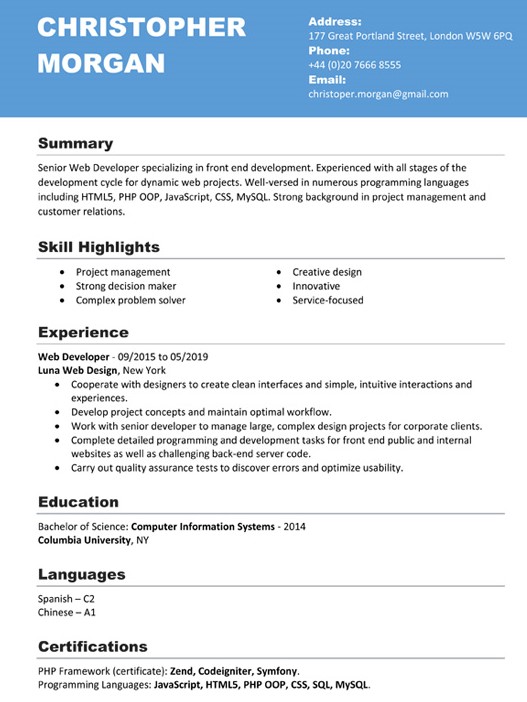 CHRISTOPHER
MORGAN
Address:
177 Great Portland Street, London W5W 6PQ
Phone:
+44 (0)20 7666 8555
Email:
christoper.morgan@gmail.com
Summary
Senior Web Developer specializing in front end development. Experienced with all stages of the
development cycle for dynamic web projects. Well-versed in numerous programming languages
including HTML5, PHP OOP, JavaScript, CSS, MySQL. Strong background in project management and
customer relations.
Skill Highlights
• Project management
• Strong decision maker
• Complex problem solver
• Creative design
• Innovative
• Service-focused
Experience
Web Developer - 09/2015 to 05/2019
Luna Web Design, New York
• Cooperate with designers to create clean interfaces and simple, intuitive interactions and
experiences.
• Develop project concepts and maintain optimal workflow.
• Work with senior developer to manage large, complex design projects for corporate clients.
• Complete detailed programming and development tasks for front end public and internal
websites as well as challenging back-end server code.
• Carry out quality assurance tests to discover errors and optimize usability.
Education
Bachelor of Science: Computer Information Systems - 2014
Columbia University, NY
Languages
Spanish – C2
Chinese – A1
Certifications
PHP Framework (certificate): Zend, Codeigniter, Symfony.
Programming Languages: JavaScript, HTML5, PHP OOP, CSS, SQL, MySQL.